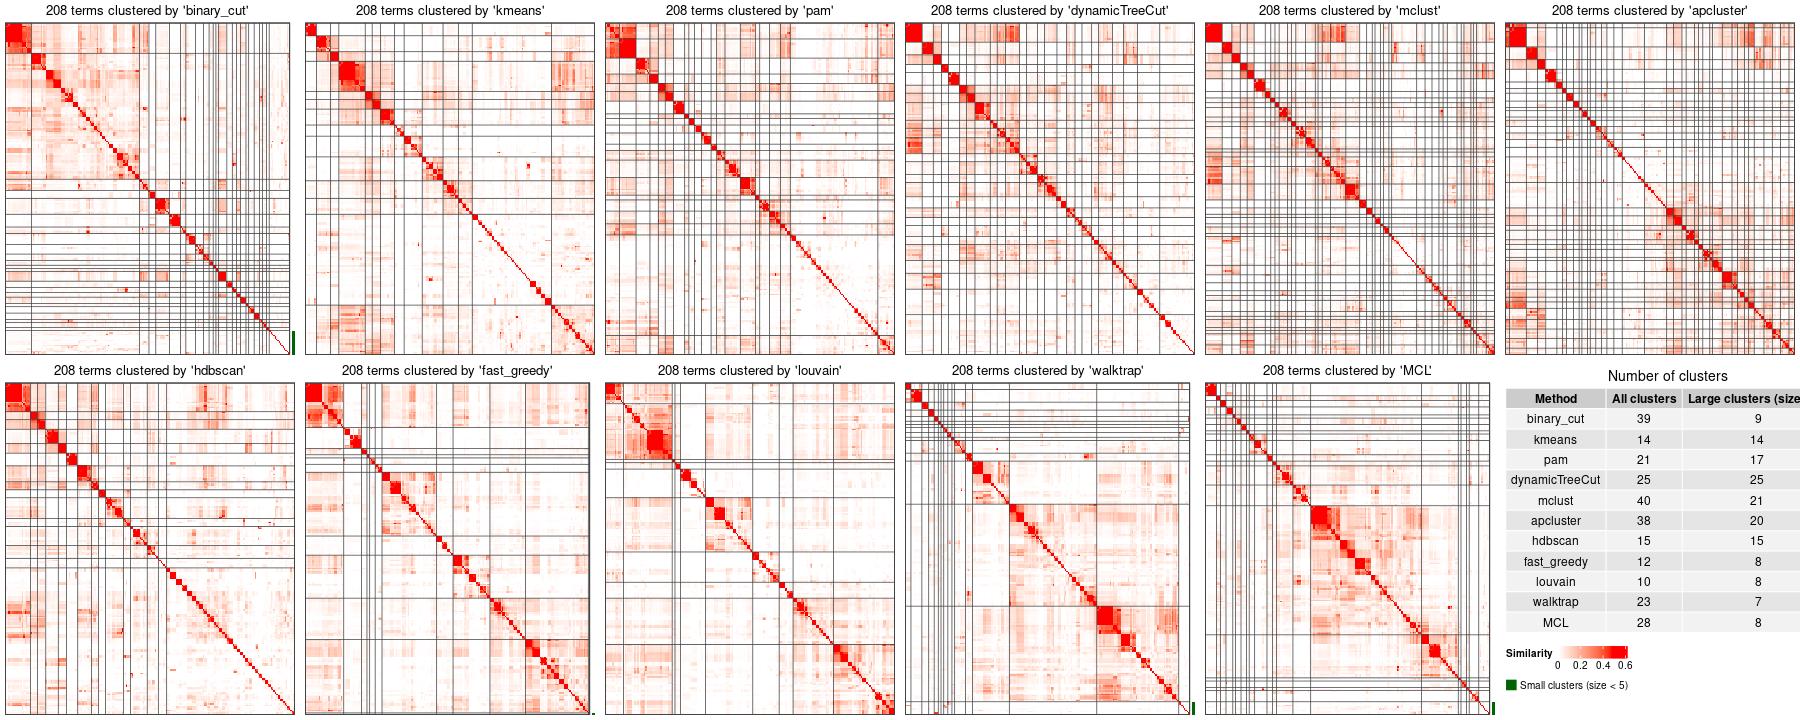 208 terms clustered by 'binary_cut'
208 terms clustered by 'kmeans'
208 terms clustered by 'pam'
208 terms clustered by 'dynamicTreeCut'
208 terms clustered by 'mclust'
208 terms clustered by 'apcluster'
208 terms clustered by 'hdbscan'
208 terms clustered by 'fast_greedy'
208 terms clustered by 'louvain'
208 terms clustered by 'walktrap'
208 terms clustered by 'MCL'
Number of clusters
Method All clusters Large clusters (size
binary_cut 39 9
kmeans 14 14
pam 21 17
dynamicTreeCut 25 25
mclust 40 21
apcluster 38 20
hdbscan 15 15
fast_greedy 12 8
louvain 10 8
walktrap 23 7
MCL 28 8
Similarity
0 0.2 0.4 0.6
Small clusters (size < 5)